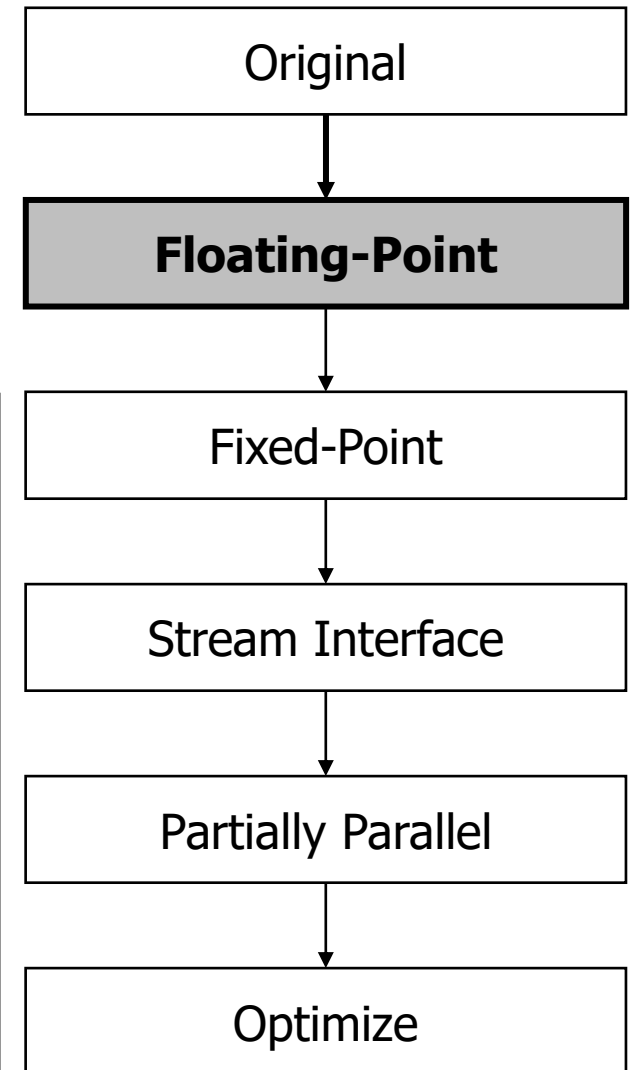 Original
Floating-Point
Fixed-Point
Stream Interface
Partially Parallel
Optimize